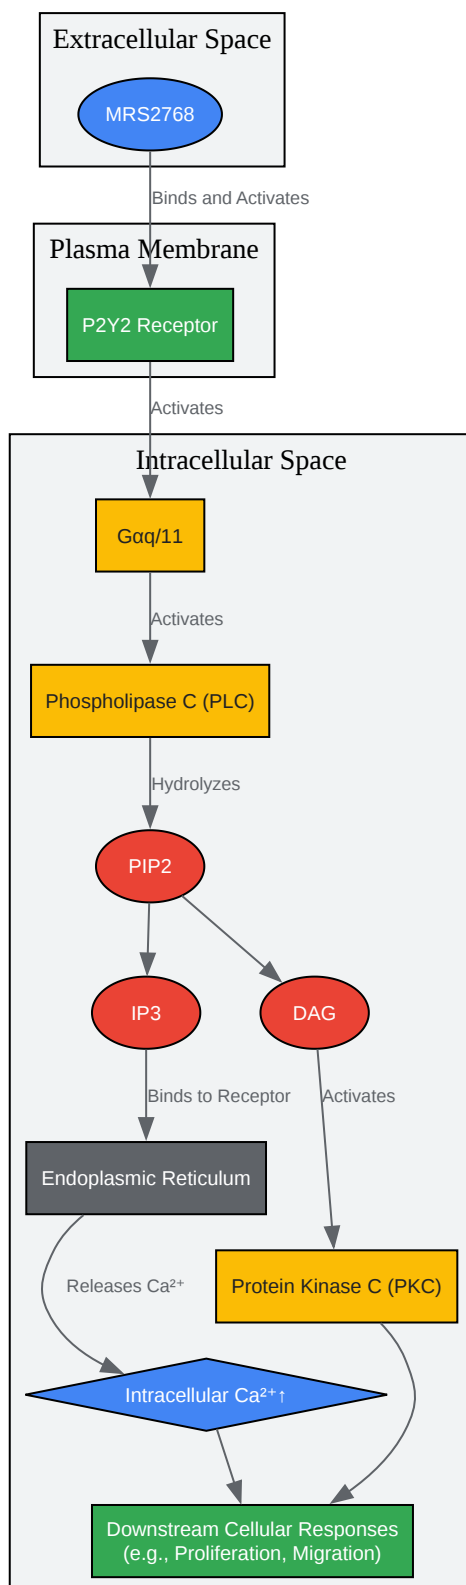 Extracellular Space
MRS2768
Binds and Activates
Plasma Membrane
P2Y2 Receptor
Activates
Intracellular Space
Gαq/11
Activates
Phospholipase C (PLC)
Hydrolyzes
PIP2
IP3
DAG
Binds to Receptor
Activates
Endoplasmic Reticulum
Protein Kinase C (PKC)
Releases Ca²⁺
Intracellular Ca²⁺↑
Downstream Cellular Responses
(e.g., Proliferation, Migration)